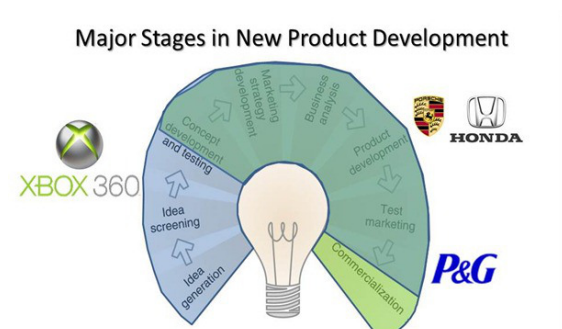 Major Stages in New Product Development
Idea
generation
Idea
screening
Concept
development
and testing
Marketing
strategy
development
Business
analysis
Product
development
Test
marketing
Commercialization
XBOX 360
PORSCHE
HONDA
P&G